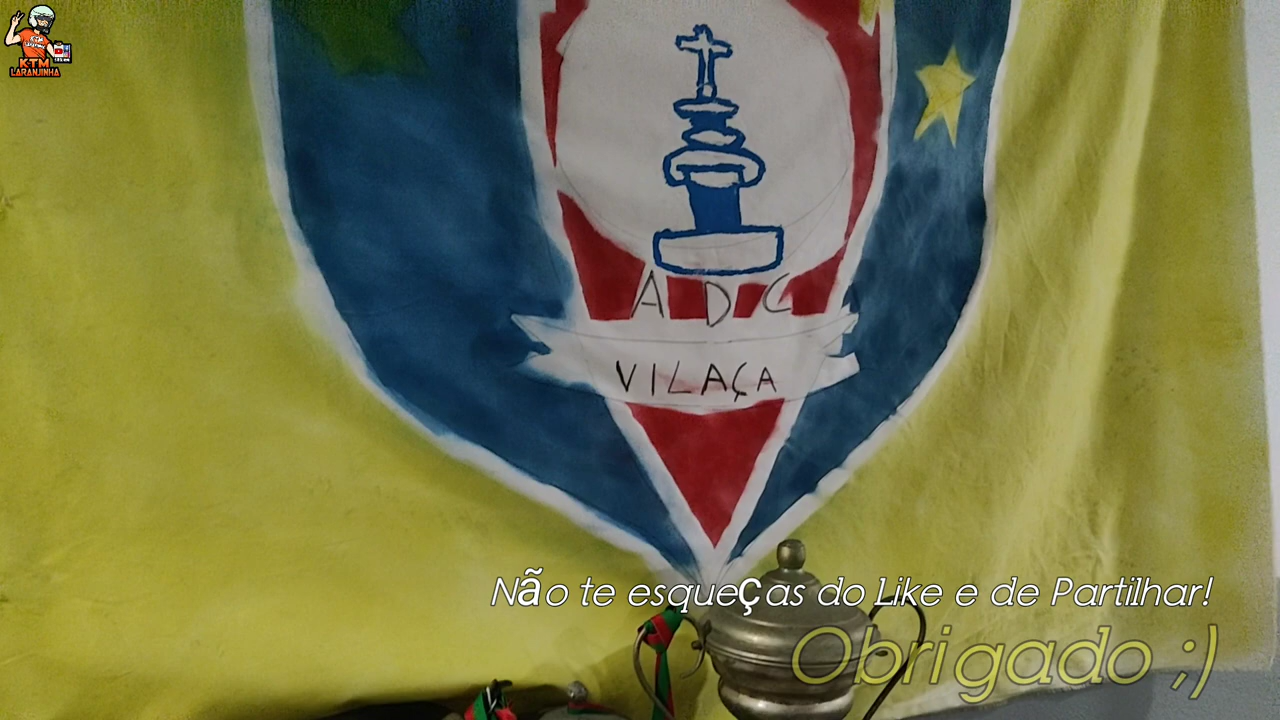 KTM
LARANJINHA
A D C
VILAÇA
Não te esqueças do Like e de Partilhar!
Obrigado ;)